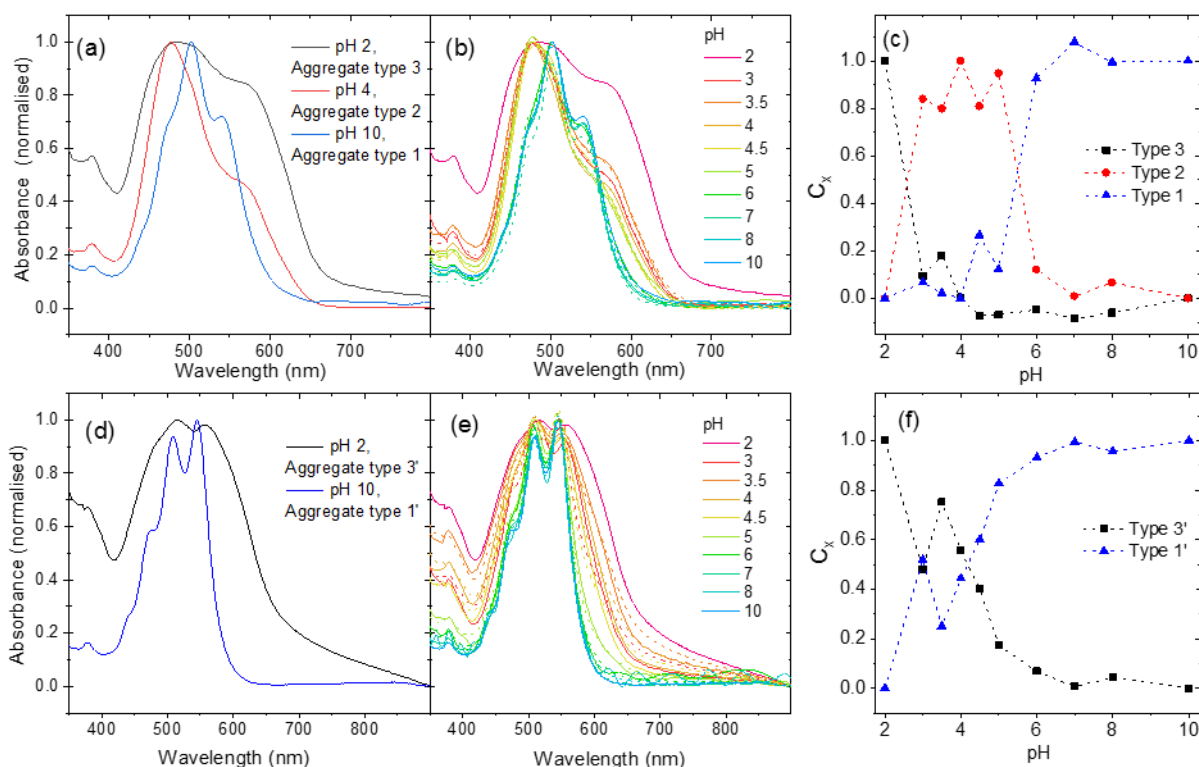 (a)
pH 2,
Aggregate type 3
pH 4,
Aggregate type 2
pH 10,
Aggregate type 1
Absorbance (normalised)
1.0
0.8
0.6
0.4
0.2
0.0
400 500 600 700
Wavelength (nm)
(b)
pH
2
3
3.5
4
4.5
5
6
7
8
10
400 500 600 700
Wavelength (nm)
(c)
Type 3
Type 2
Type 1
Cx
1.0
0.8
0.6
0.4
0.2
0.0
2 4 6 8 10
pH
(d)
pH 2,
Aggregate type 3'
pH 10,
Aggregate type 1'
Absorbance (normalised)
1.0
0.8
0.6
0.4
0.2
0.0
400 500 600 700 800
Wavelength (nm)
(e)
pH
2
3
3.5
4
4.5
5
6
7
8
10
400 500 600 700 800
Wavelength (nm)
(f)
Type 3'
Type 1'
Cx
1.0
0.8
0.6
0.4
0.2
0.0
2 4 6 8 10
pH